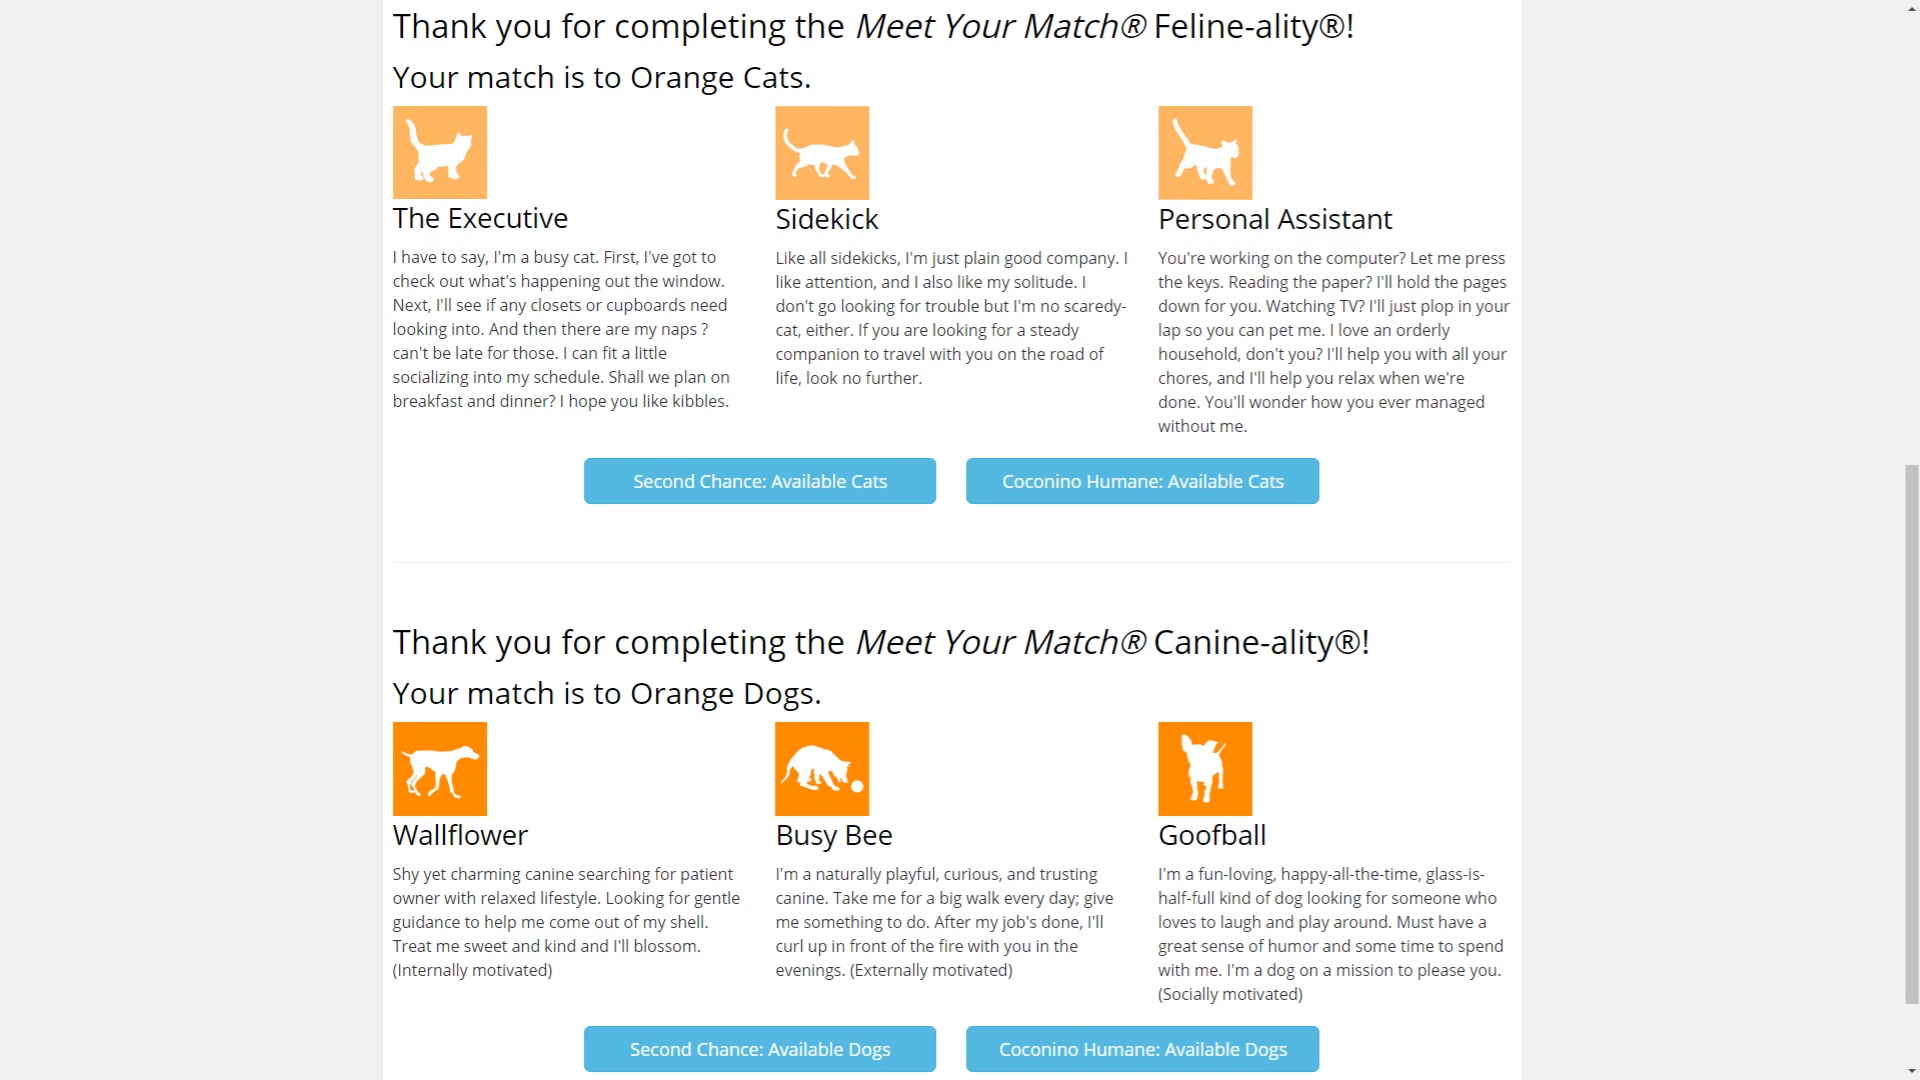 Thank you for completing the Meet Your Match® Feline-ality®!
Your match is to Orange Cats.
The Executive
I have to say, I'm a busy cat. First, I've got to
check out what's happening out the window.
Next, I'll see if any closets or cupboards need
looking into. And then there are my naps ?
can't be late for those. I can fit a little
socializing into my schedule. Shall we plan on
breakfast and dinner? I hope you like kibbles.
Sidekick
Like all sidekicks, I'm just plain good company. I
like attention, and I also like my solitude. I
don't go looking for trouble but I'm no scaredy-
cat, either. If you are looking for a steady
companion to travel with you on the road of
life, look no further.
Personal Assistant
You're working on the computer? Let me press
the keys. Reading the paper? I'll hold the pages
down for you. Watching TV? I'll just plop in your
lap so you can pet me. I love an orderly
household, don't you? I'll help you with all your
chores, and I'll help you relax when we're
done. You'll wonder how you ever managed
without me.
Second Chance: Available Cats
Coconino Humane: Available Cats
Thank you for completing the Meet Your Match® Canine-ality®!
Your match is to Orange Dogs.
Wallflower
Shy yet charming canine searching for patient
owner with relaxed lifestyle. Looking for gentle
guidance to help me come out of my shell.
Treat me sweet and kind and I'll blossom.
(Internally motivated)
Busy Bee
I'm a naturally playful, curious, and trusting
canine. Take me for a big walk every day; give
me something to do. After my job's done, I'll
curl up in front of the fire with you in the
evenings. (Externally motivated)
Goofball
I'm a fun-loving, happy-all-the-time, glass-is-
half-full kind of dog looking for someone who
loves to laugh and play around. Must have a
great sense of humor and some time to spend
with me. I'm a dog on a mission to please you.
(Socially motivated)
Second Chance: Available Dogs
Coconino Humane: Available Dogs